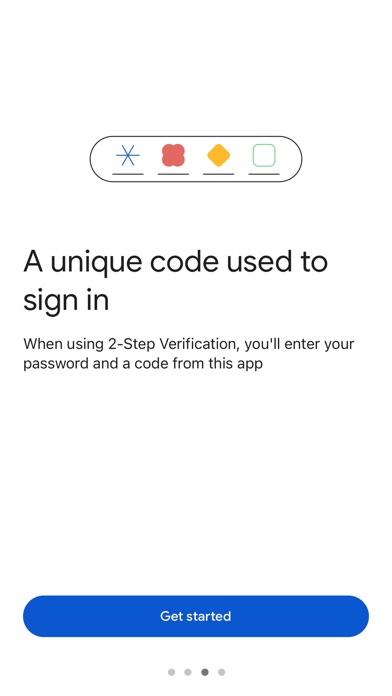 A unique code used to
sign in
When using 2-Step Verification, you'll enter your
password and a code from this app
Get started